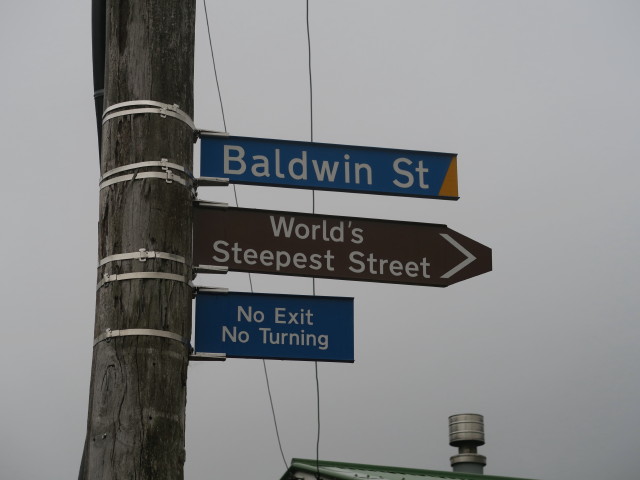 Baldwin St
World's
Steepest Street
No Exit
No Turning